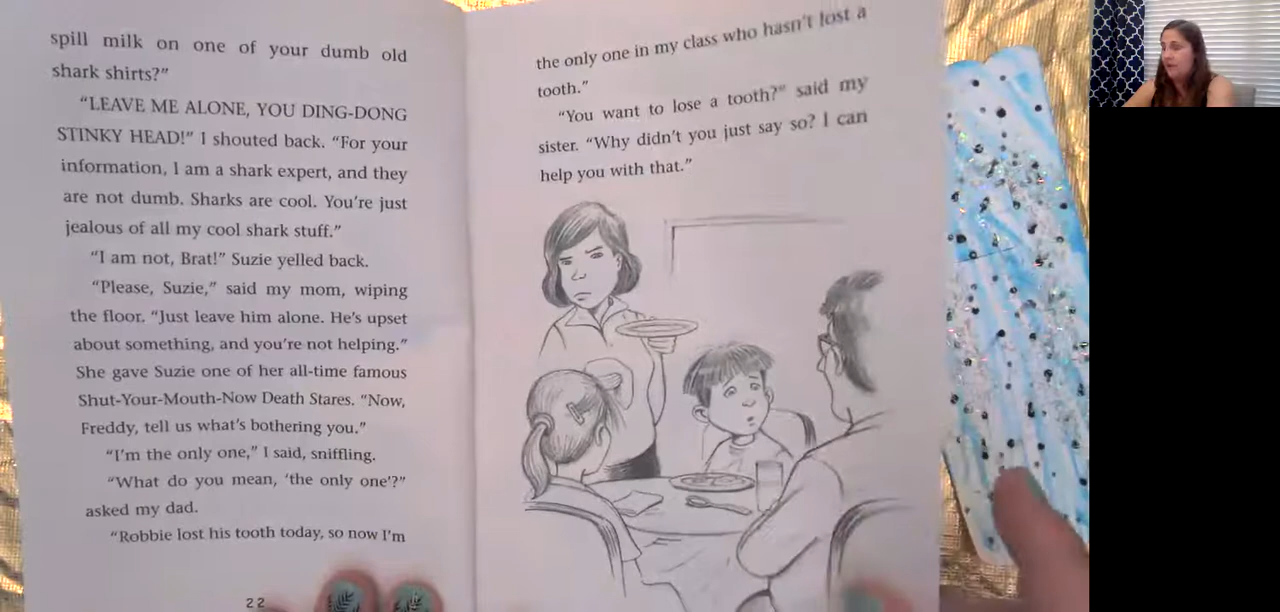 spill milk on one of your dumb old
shark shirts?”
“LEAVE ME ALONE, YOU DING-DONG
STINKY HEAD!” I shouted back. “For your
information, I am a shark expert, and they
are not dumb. Sharks are cool. You’re just
jealous of all my cool shark stuff.”
“I am not, Brat!” Suzie yelled back.
“Please, Suzie,” said my mom, wiping
the floor. “Just leave him alone. He’s upset
about something, and you’re not helping.”
She gave Suzie one of her all-time famous
Shut-Your-Mouth-Now Death Stares. “Now,
Freddy, tell us what’s bothering you.”
“I’m the only one,” I said, sniffling.
“What do you mean, ‘the only one’?”
asked my dad.
“Robbie lost his tooth today, so now I’m
22
the only one in my class who hasn’t lost a
tooth.”
“You want to lose a tooth?” said my
sister. “Why didn’t you just say so? I can
help you with that.”